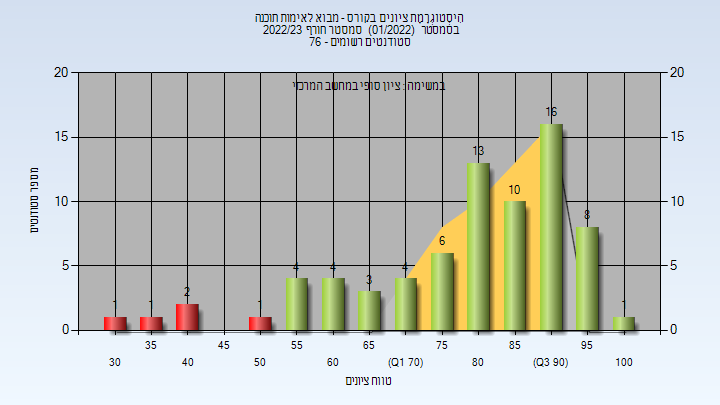 היסטוגרמת ציונים בקורס - מבוא לאימות תוכנה
בסמסטר (01/2022) סמסטר חורף 2022/23
סטודנטים רשומים - 76
במשימה : ציון סופי במחשב המרכזי
20 20
15 15
10 10
5 5
0 0
מספר סטודנטים
1 1 2 1 4 4 3 4 6 13 10 16 8 1
35 45 55 65 75 85 95
30 40 50 60 (Q1 70) 80 (Q3 90) 100
טווח ציונים